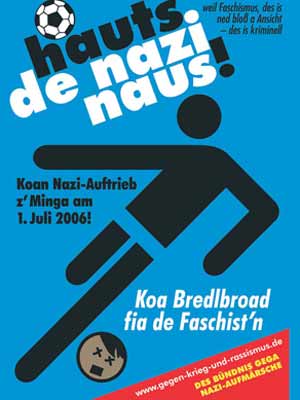 weil Faschismus, des is
ned bloß a Ansicht
– des is kriminell
hauts
de nazi
naus!
Koan Nazi-Auftrieb
z'Minga am
1. Juli 2006!
Koa Bredlbroad
fia de Faschist'n
www.gegen-krieg-und-rassismus.de
DES BÜNDNIS GEGA
NAZI-AUFMÄRSCHE